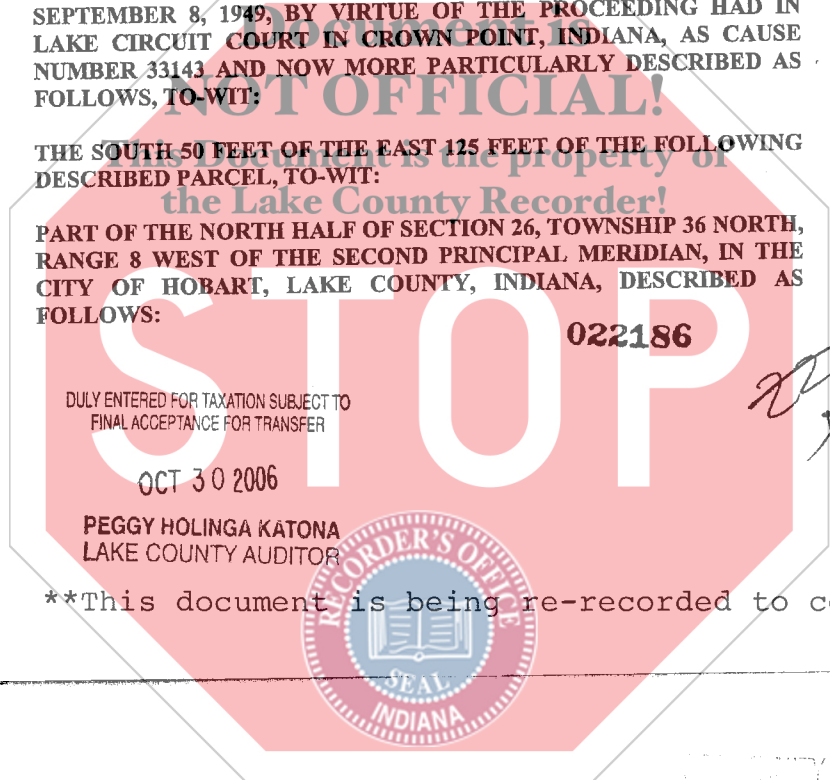 SEPTEMBER 8, 1949, BY VIRTUE OF THE PROCEEDING HAD IN
LAKE CIRCUIT COURT IN CROWN POINT, INDIANA, AS CAUSE
NUMBER 33143 AND NOW MORE PARTICULARLY DESCRIBED AS
FOLLOWS, TO-WIT:
Document is
NOT OFFICIAL!
THE SOUTH 50 FEET OF THE EAST 125 FEET OF THE FOLLOWING
DESCRIBED PARCEL, TO-WIT:
This Document is the property of
the Lake County Recorder!
PART OF THE NORTH HALF OF SECTION 26, TOWNSHIP 36 NORTH,
RANGE 8 WEST OF THE SECOND PRINCIPAL MERIDIAN, IN THE
CITY OF HOBART, LAKE COUNTY, INDIANA, DESCRIBED AS
FOLLOWS:
022186
STOP
DULY ENTERED FOR TAXATION SUBJECT TO
FINAL ACCEPTANCE FOR TRANSFER
OCT 30 2006
PEGGY HOLINGA KATONA
LAKE COUNTY AUDITOR
**This document is being re-recorded to
RECORDER'S OFFICE
SEAL
INDIANA